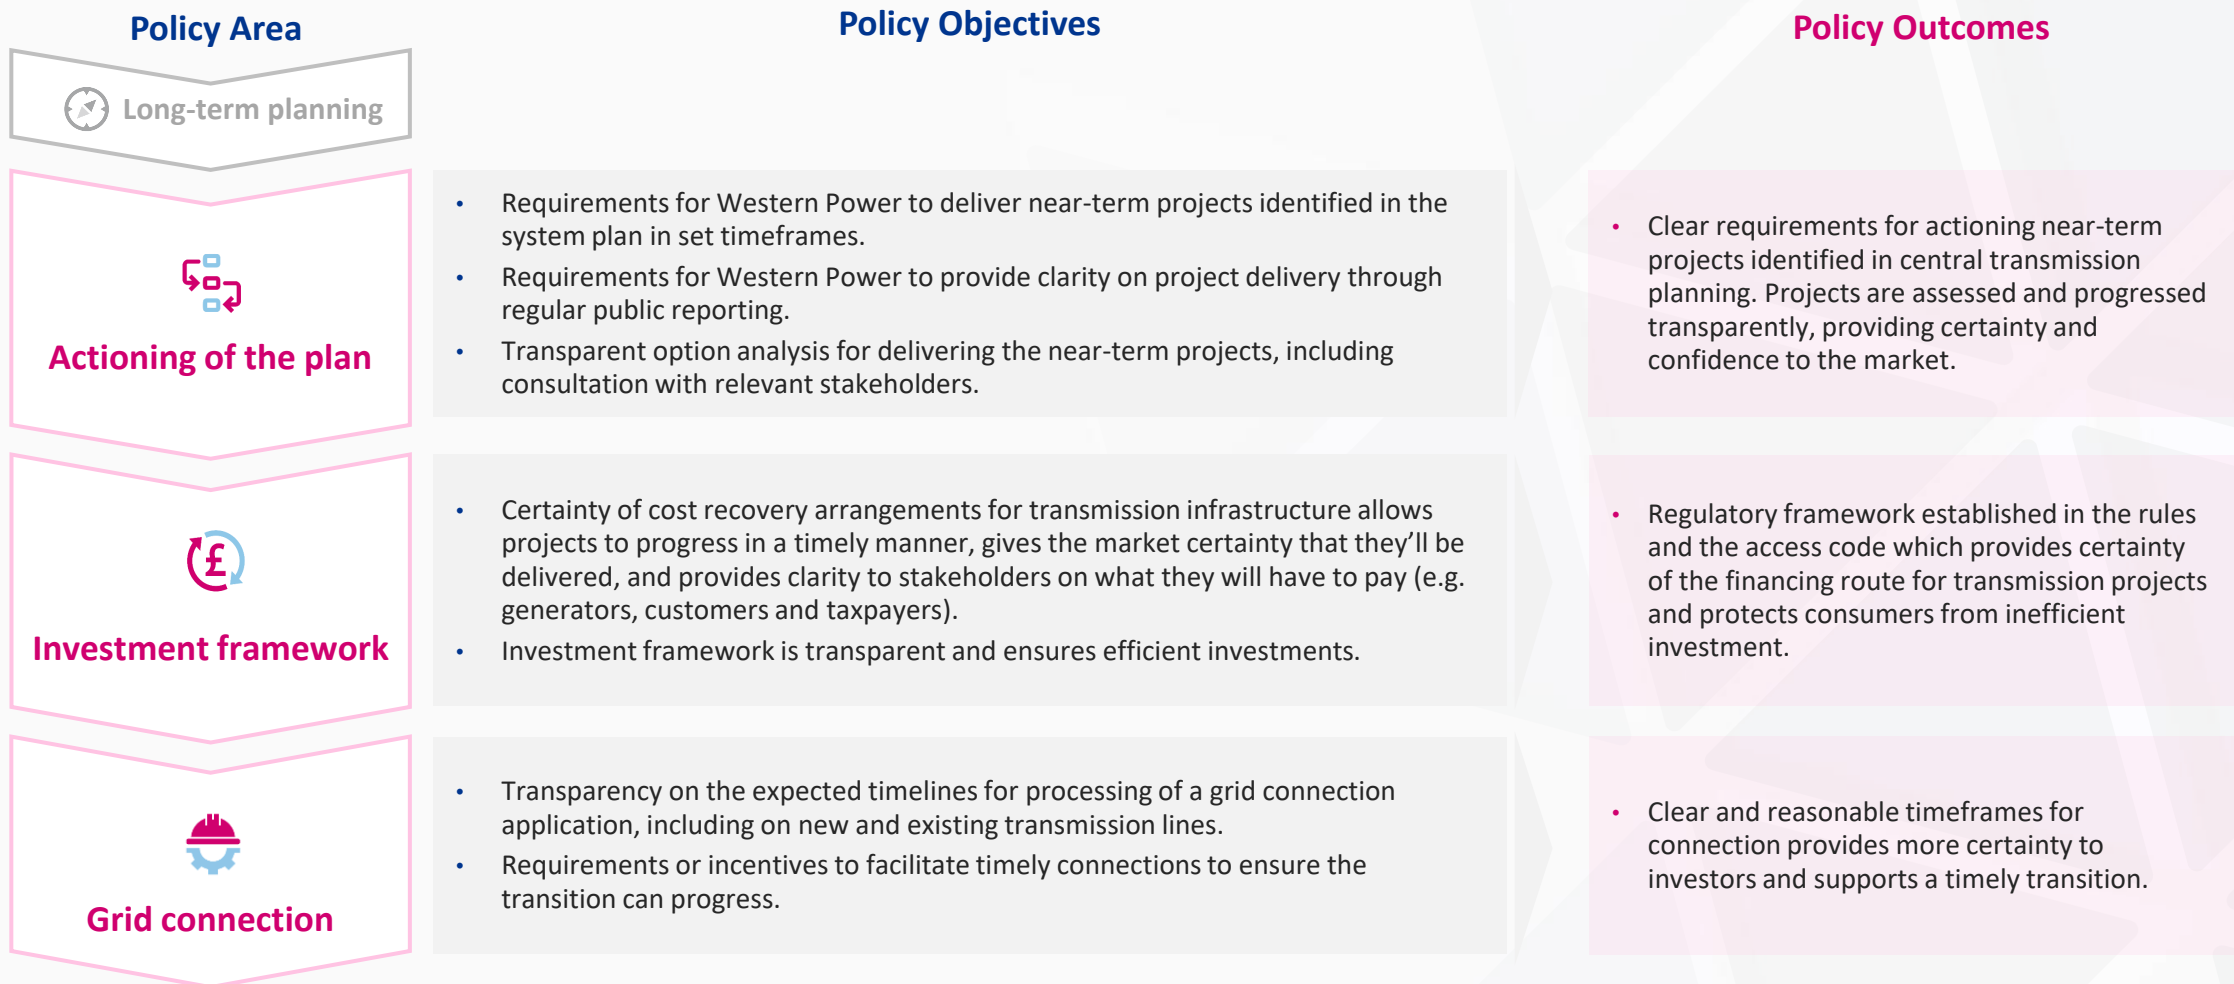 Policy Area
Policy Objectives
Policy Outcomes
Long-term planning
Actioning of the plan
• Requirements for Western Power to deliver near-term projects identified in the
system plan in set timeframes.
• Requirements for Western Power to provide clarity on project delivery through
regular public reporting.
• Transparent option analysis for delivering the near-term projects, including
consultation with relevant stakeholders.
• Clear requirements for actioning near-term
projects identified in central transmission
planning. Projects are assessed and progressed
transparently, providing certainty and
confidence to the market.
£
Investment framework
• Certainty of cost recovery arrangements for transmission infrastructure allows
projects to progress in a timely manner, gives the market certainty that they’ll be
delivered, and provides clarity to stakeholders on what they will have to pay (e.g.
generators, customers and taxpayers).
• Investment framework is transparent and ensures efficient investments.
• Regulatory framework established in the rules
and the access code which provides certainty
of the financing route for transmission projects
and protects consumers from inefficient
investment.
Grid connection
• Transparency on the expected timelines for processing of a grid connection
application, including on new and existing transmission lines.
• Requirements or incentives to facilitate timely connections to ensure the
transition can progress.
• Clear and reasonable timeframes for
connection provides more certainty to
investors and supports a timely transition.